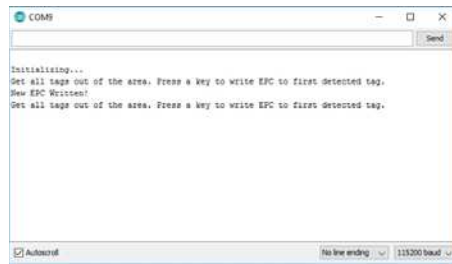 COM9
Send
Initializing...
Get all tags out of the area. Press a key to write EPC to first detected tag.
New EPC Written!
Get all tags out of the area. Press a key to write EPC to first detected tag.
Autoscroll
No line ending
115200 baud